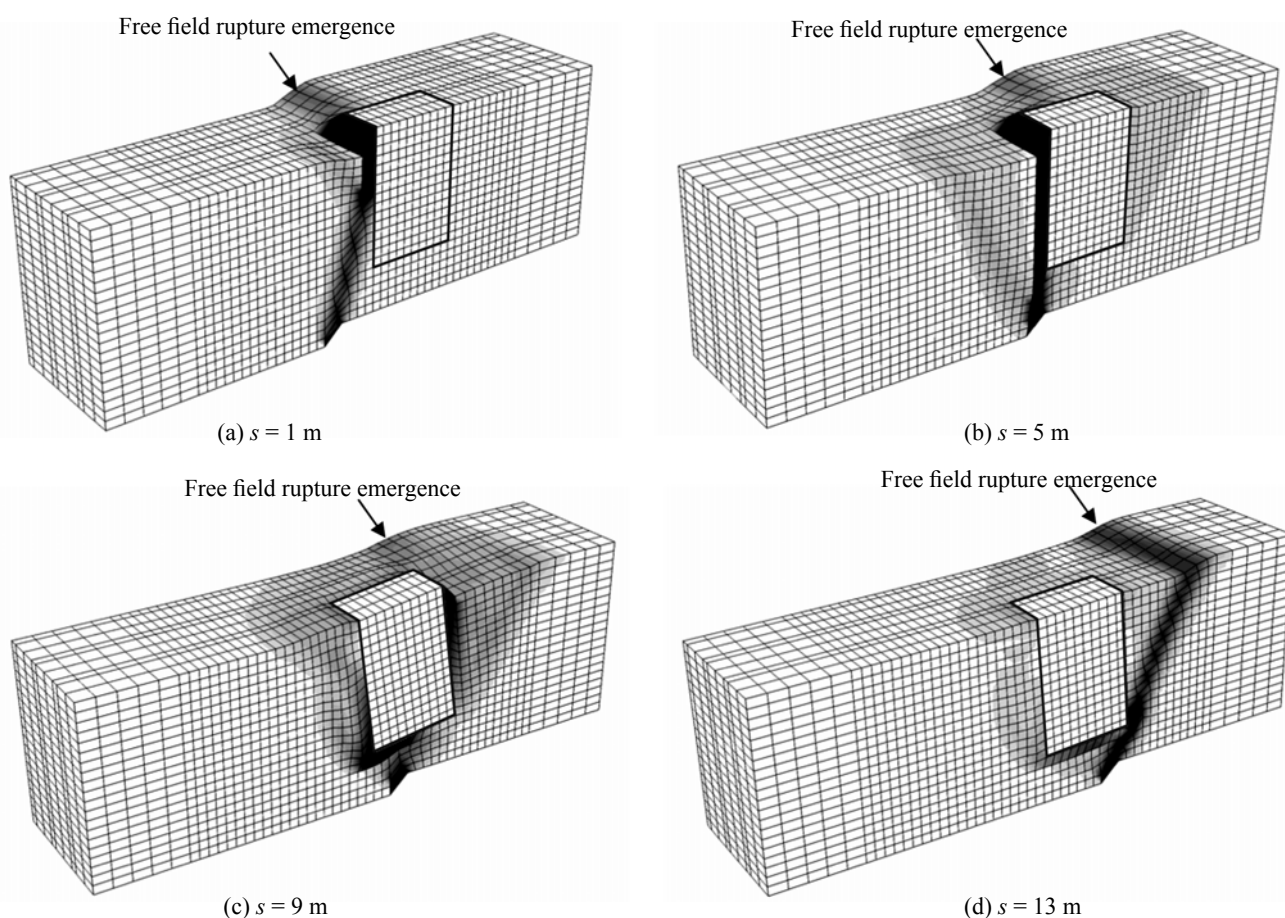 Free field rupture emergence
Free field rupture emergence
(a) s = 1 m
(b) s = 5 m
Free field rupture emergence
Free field rupture emergence
(c) s = 9 m
(d) s = 13 m